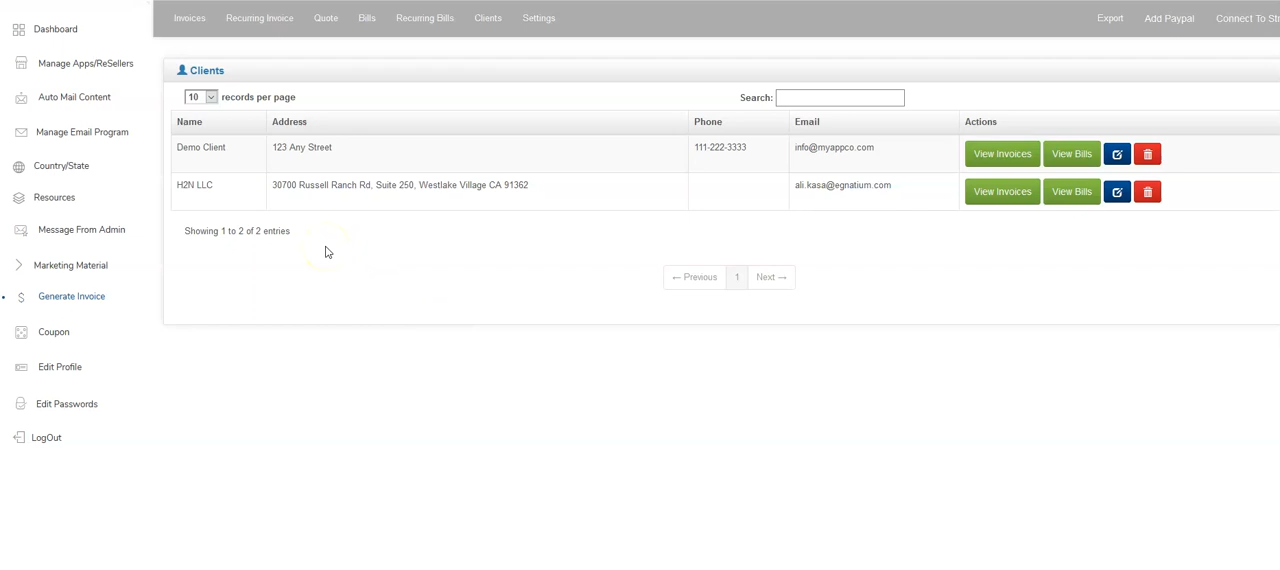 Invoices Recurring Invoice Quote Bills Recurring Bills Clients Settings Export Add Paypal Connect To
Dashboard
Manage Apps/ReSellers
Auto Mail Content
Manage Email Program
Country/State
Resources
Message From Admin
Marketing Material
Generate Invoice
Coupon
Edit Profile
Edit Passwords
LogOut
Clients
10 records per page Search:
Name Address Phone Email Actions
Demo Client 123 Any Street 111-222-3333 info@myappco.com View Invoices View Bills
H2N LLC 30700 Russell Ranch Rd, Suite 250, Westlake Village CA 91362 ali.kasa@egnatium.com View Invoices View Bills
Showing 1 to 2 of 2 entries
← Previous 1 Next →